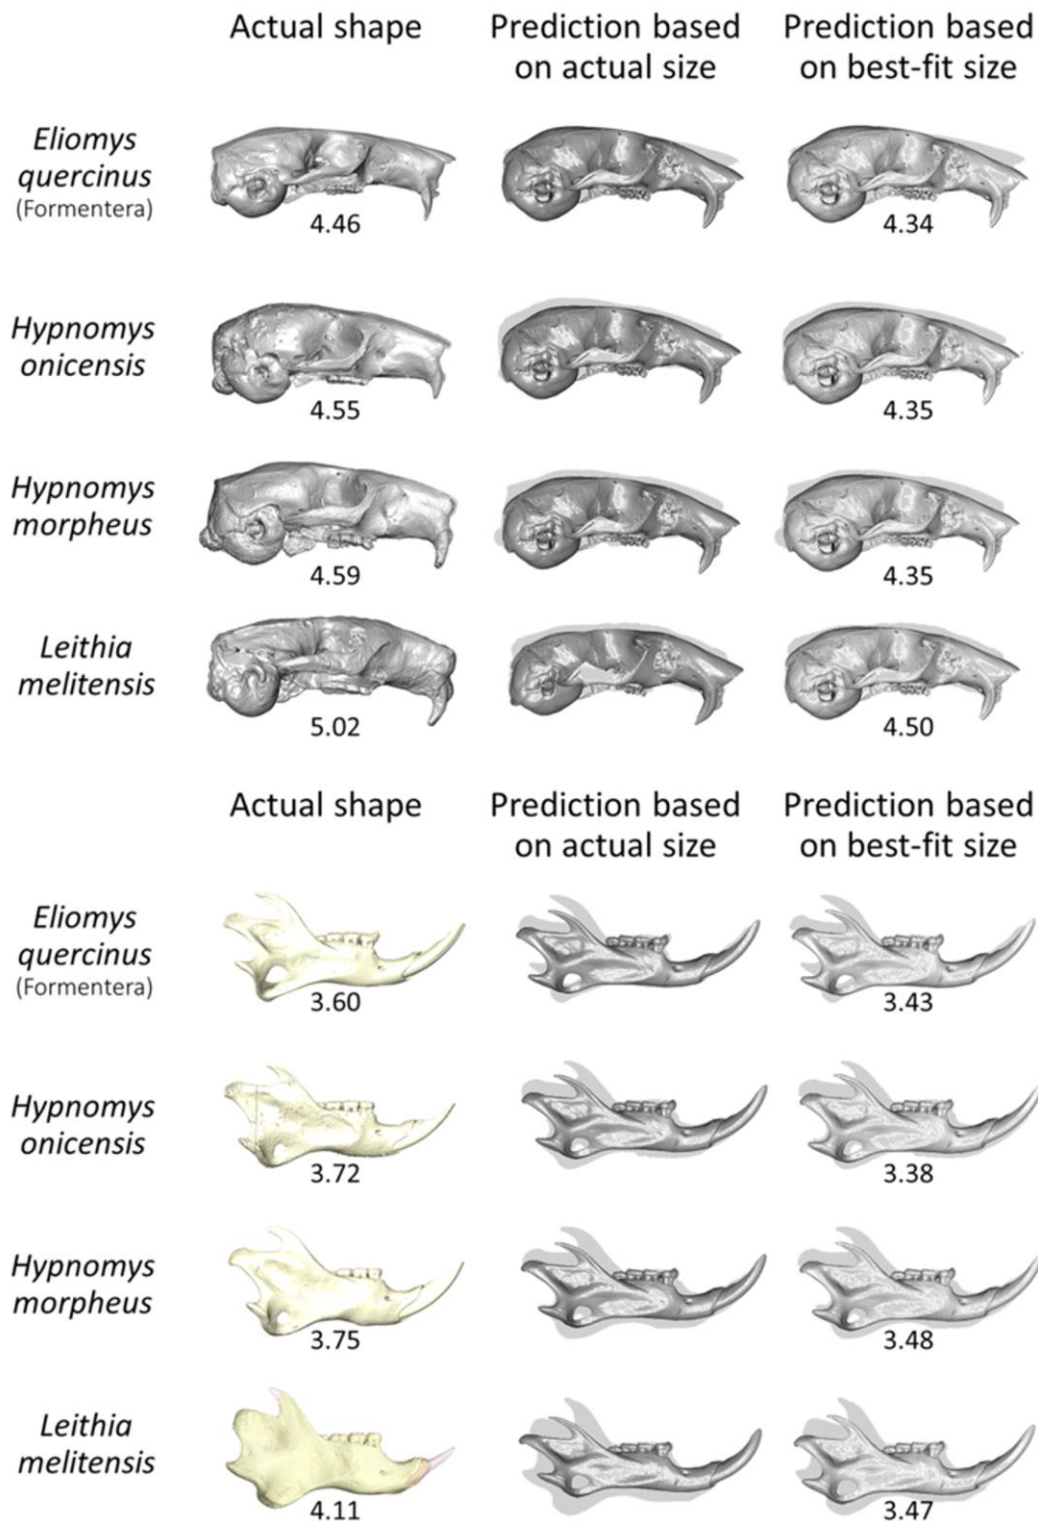 Actual shape
Prediction based
on actual size
Prediction based
on best-fit size
Eliomys
quercinus
(Formentera)
4.46
4.34
Hypnomys
onicensis
4.55
4.35
Hypnomys
morpheus
4.59
4.35
Leithia
melitensis
5.02
4.50
Actual shape
Prediction based
on actual size
Prediction based
on best-fit size
Eliomys
quercinus
(Formentera)
3.60
3.43
Hypnomys
onicensis
3.72
3.38
Hypnomys
morpheus
3.75
3.48
Leithia
melitensis
4.11
3.47